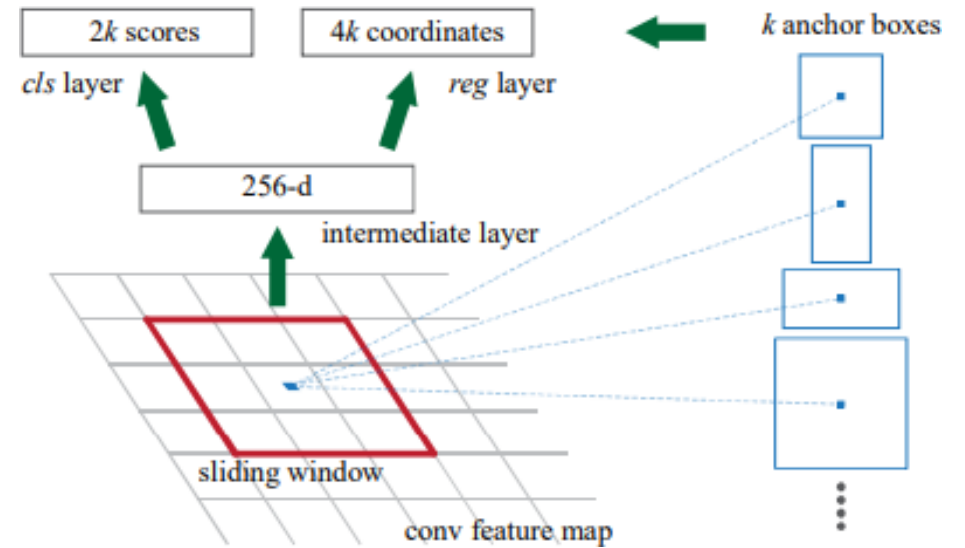 2k scores
4k coordinates
k anchor boxes
cls layer
reg layer
256-d
intermediate layer
sliding window
conv feature map